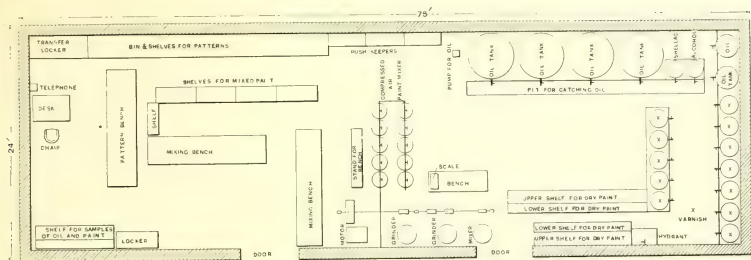 75'
24'
TRANSFER
LOCKER
BIN & SHELVES FOR PATTERNS
PUSH KEEPERS
PUMP FOR OIL
OIL TANK
OIL TANK
OIL TANK
OIL TANK
SHELLAC
ALCOHOL
OIL
OIL TANK
TELEPHONE
DESK
CHAIR
PATTERN BENCH
SHELVES FOR MIXED PAINT
SHELF
MIXING BENCH
COMPRESSED
AIR
PAINT MIXER
PIT FOR CATCHING OIL
MIXING BENCH
STAND FOR
BENCH
SCALE
BENCH
UPPER SHELF FOR DRY PAINT
LOWER SHELF FOR DRY PAINT
X
VARNISH
SHELF FOR SAMPLES
OF OIL AND PAINT
LOCKER
MOTOR
GRINDER
GRINDER
MIXER
LOWER SHELF FOR DRY PAINT
UPPER SHELF FOR DRY PAINT
HYDRANT
DOOR
DOOR